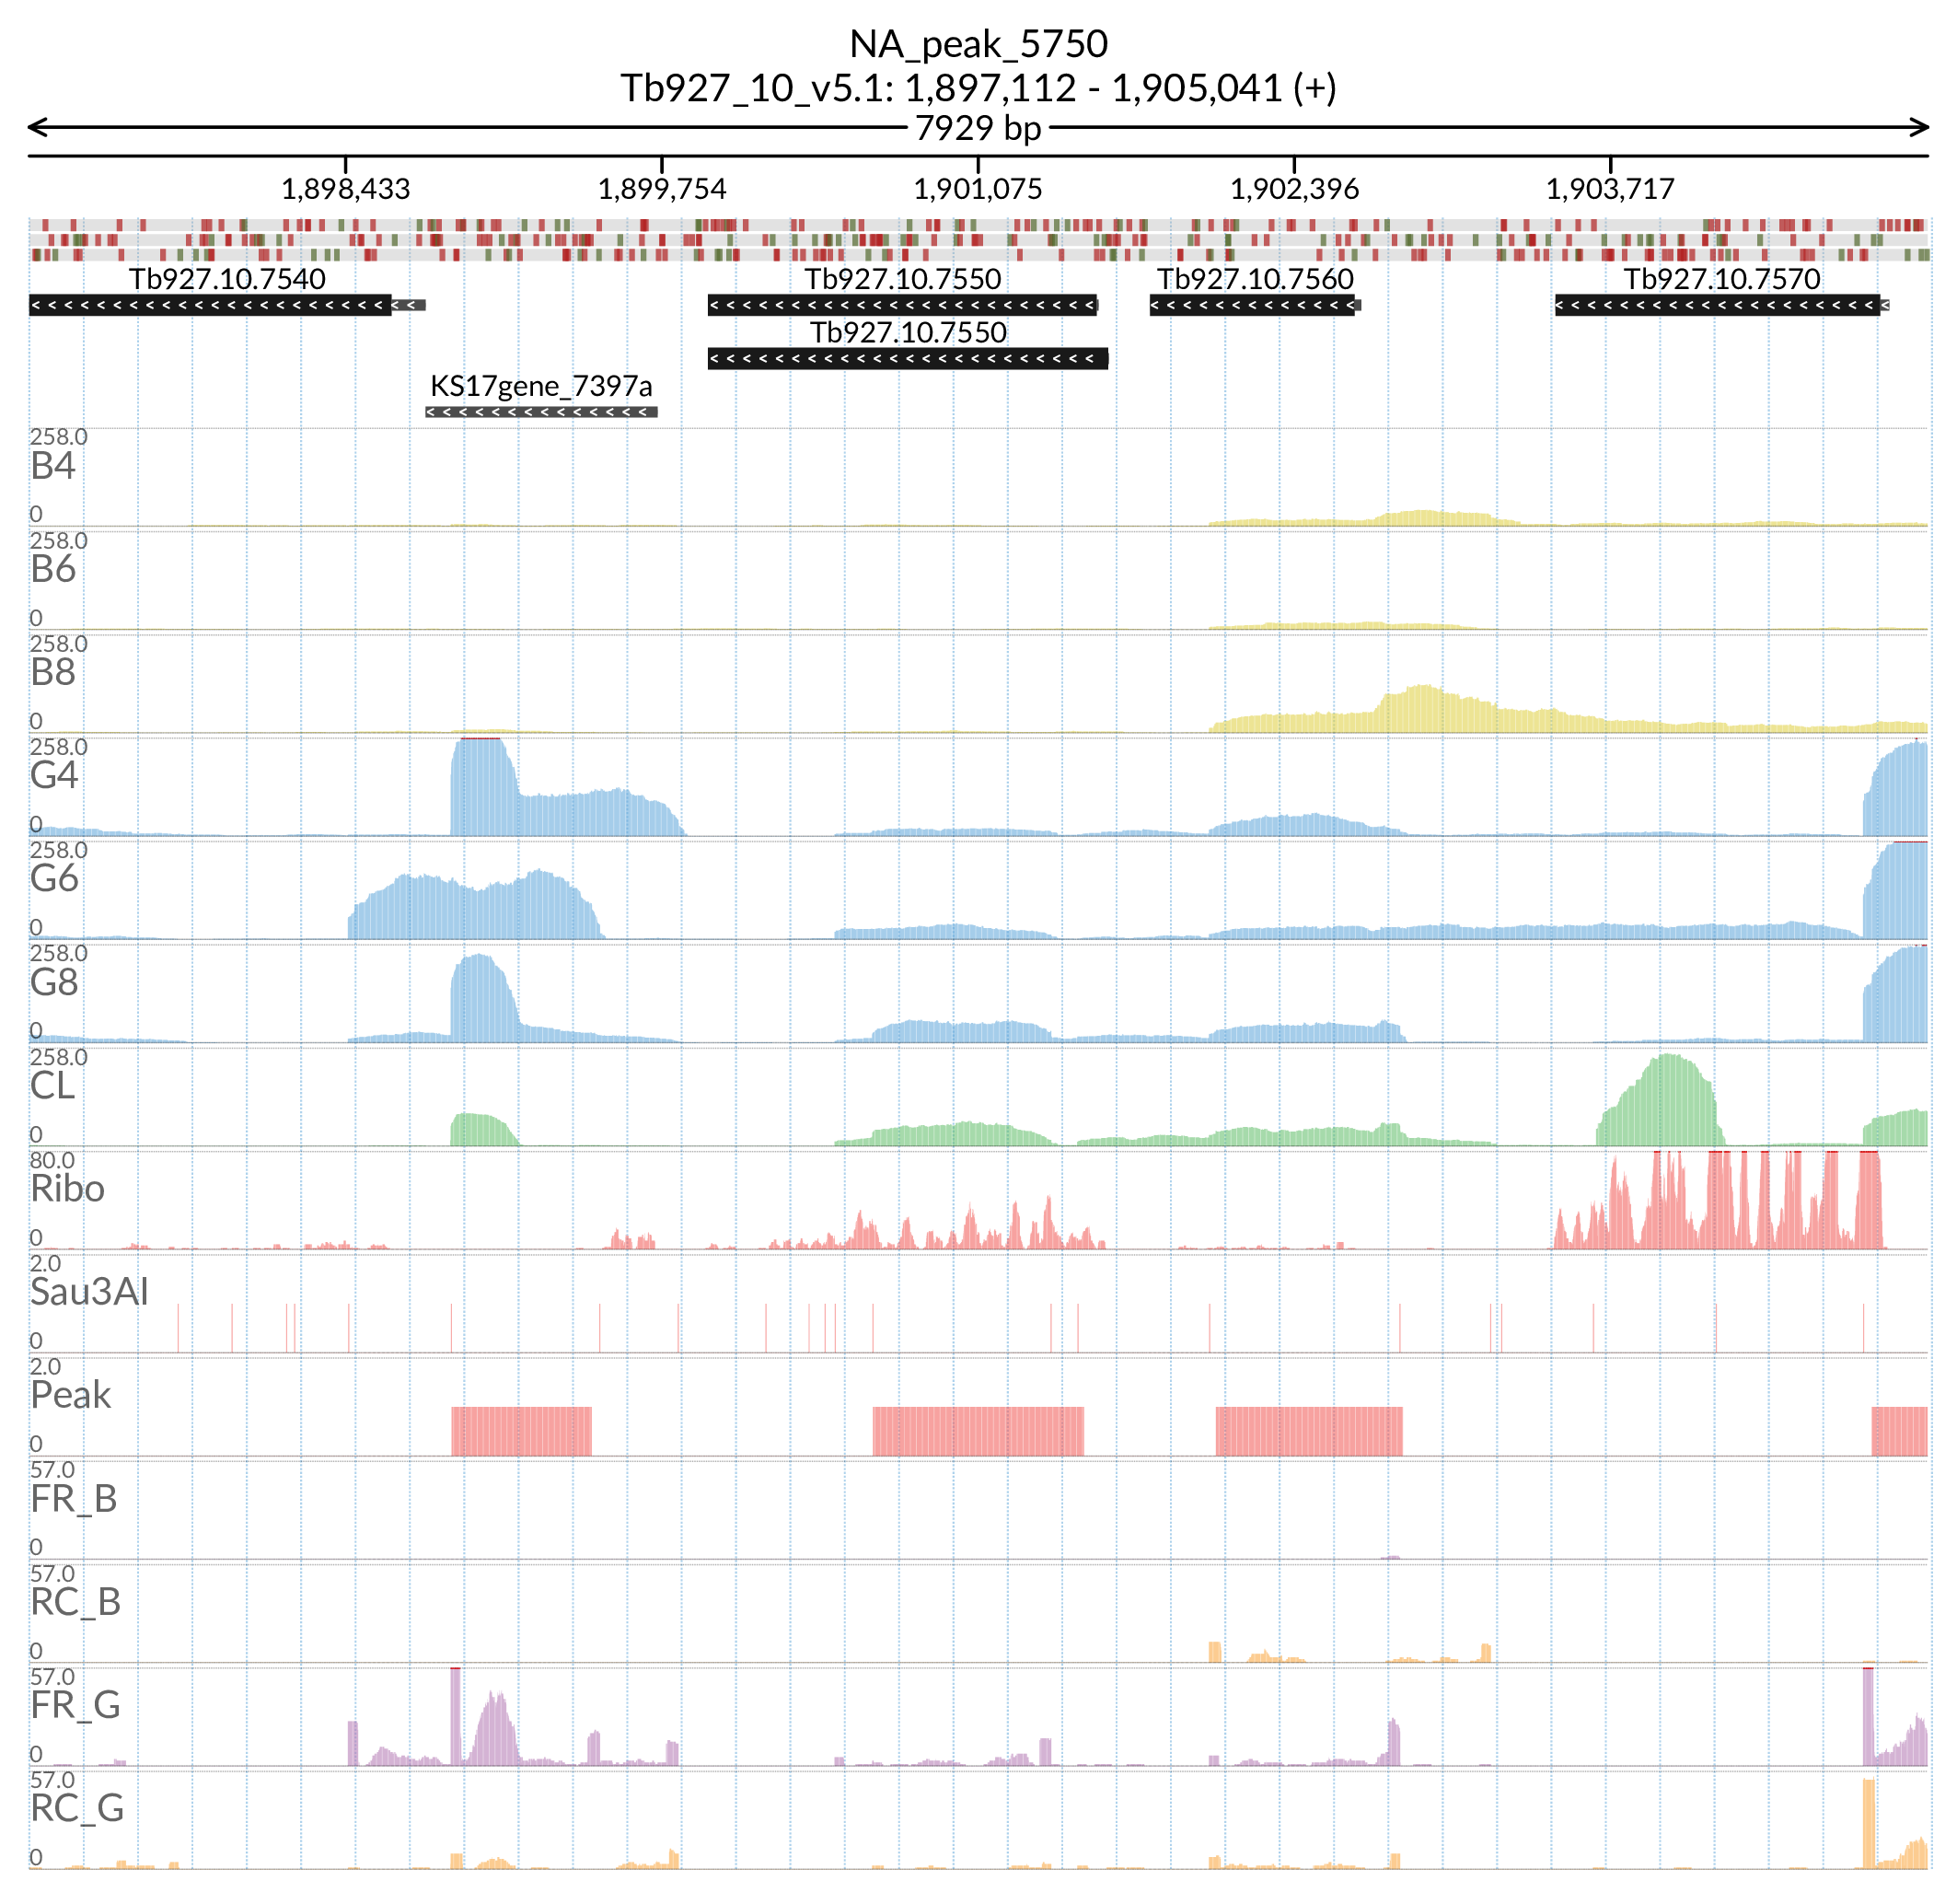 NA_peak_5750
Tb927_10_v5.1: 1,897,112 - 1,905,041 (+)
7929 bp
1,898,433 1,899,754 1,901,075 1,902,396 1,903,717
Tb927.10.7540 Tb927.10.7550 Tb927.10.7560 Tb927.10.7570
Tb927.10.7550
KS17gene_7397a
258.0
B4
0
258.0
B6
0
258.0
B8
0
258.0
G4
0
258.0
G6
0
258.0
G8
0
258.0
CL
0
80.0
Ribo
0
2.0
Sau3AI
0
2.0
Peak
0
57.0
FR_B
0
57.0
RC_B
0
57.0
FR_G
0
57.0
RC_G
0